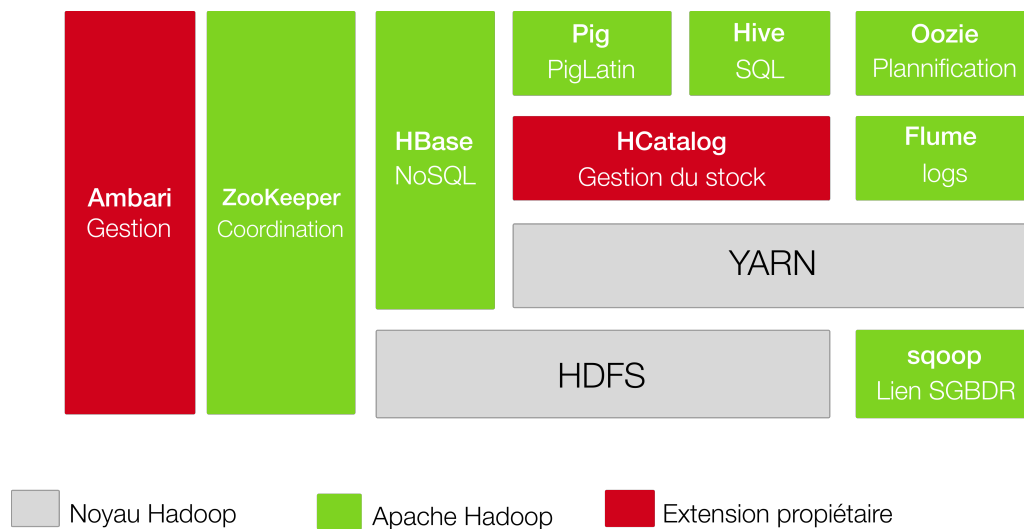 Pig
PigLatin
Hive
SQL
Oozie
Plannification
HBase
NoSQL
HCatalog
Gestion du stock
Flume
logs
Ambari
Gestion
ZooKeeper
Coordination
YARN
HDFS
sqoop
Lien SGBDR
Noyau Hadoop
Apache Hadoop
Extension propiétaire